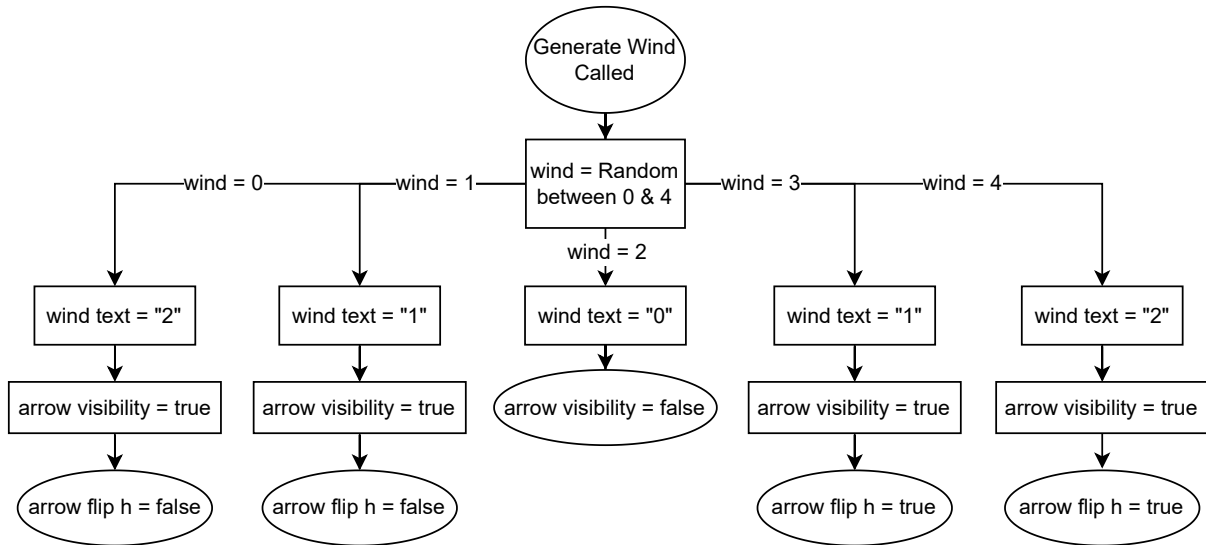 Generate Wind
Called
wind = Random
between 0 & 4
wind = 0
wind = 1
wind = 3
wind = 4
wind = 2
wind text = "2"
wind text = "1"
wind text = "0"
wind text = "1"
wind text = "2"
arrow visibility = true
arrow visibility = true
arrow visibility = false
arrow visibility = true
arrow visibility = true
arrow flip h = false
arrow flip h = false
arrow flip h = true
arrow flip h = true